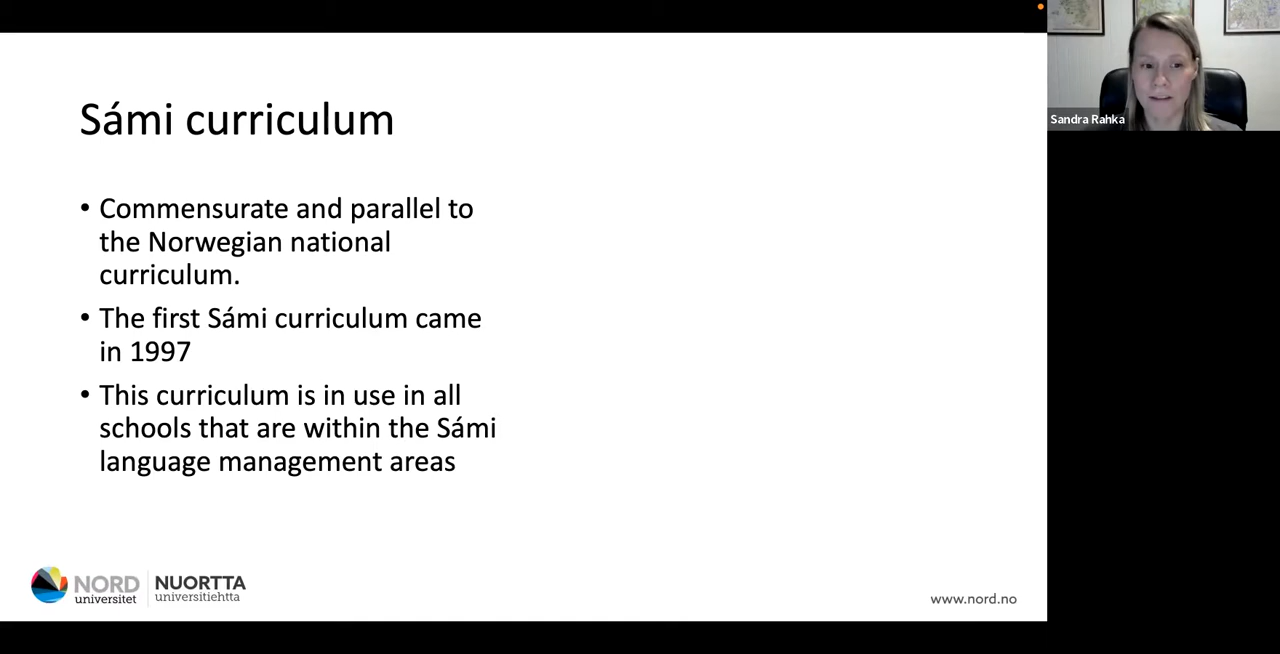 Sámi curriculum
• Commensurate and parallel to
the Norwegian national
curriculum.
• The first Sámi curriculum came
in 1997
• This curriculum is in use in all
schools that are within the Sámi
language management areas
NORD
universitet
NUORTTA
universitiehtta
www.nord.no
Sandra Rahka